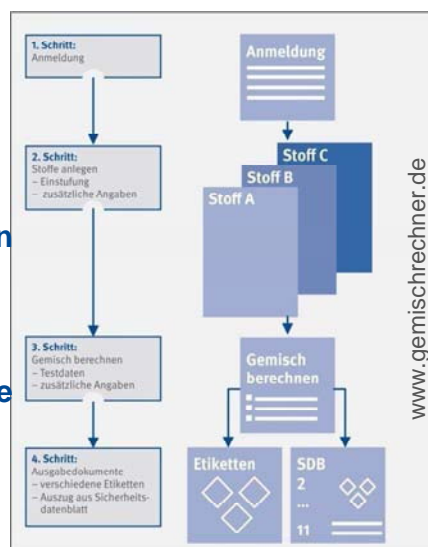 1. Schritt:
Anmeldung
2. Schritt:
Stoffe anlegen
– Einstufung
– zusätzliche Angaben
3. Schritt:
Gemisch berechnen
– Testdaten
– zusätzliche Angaben
4. Schritt:
Ausgabedokumente
– verschiedene Etiketten
– Auszug aus Sicherheits-
datenblatt
Anmeldung
Stoff C
Stoff B
Stoff A
Gemisch
berechnen
Etiketten
SDB
2
...
11
www.gemischrechner.de
n
e